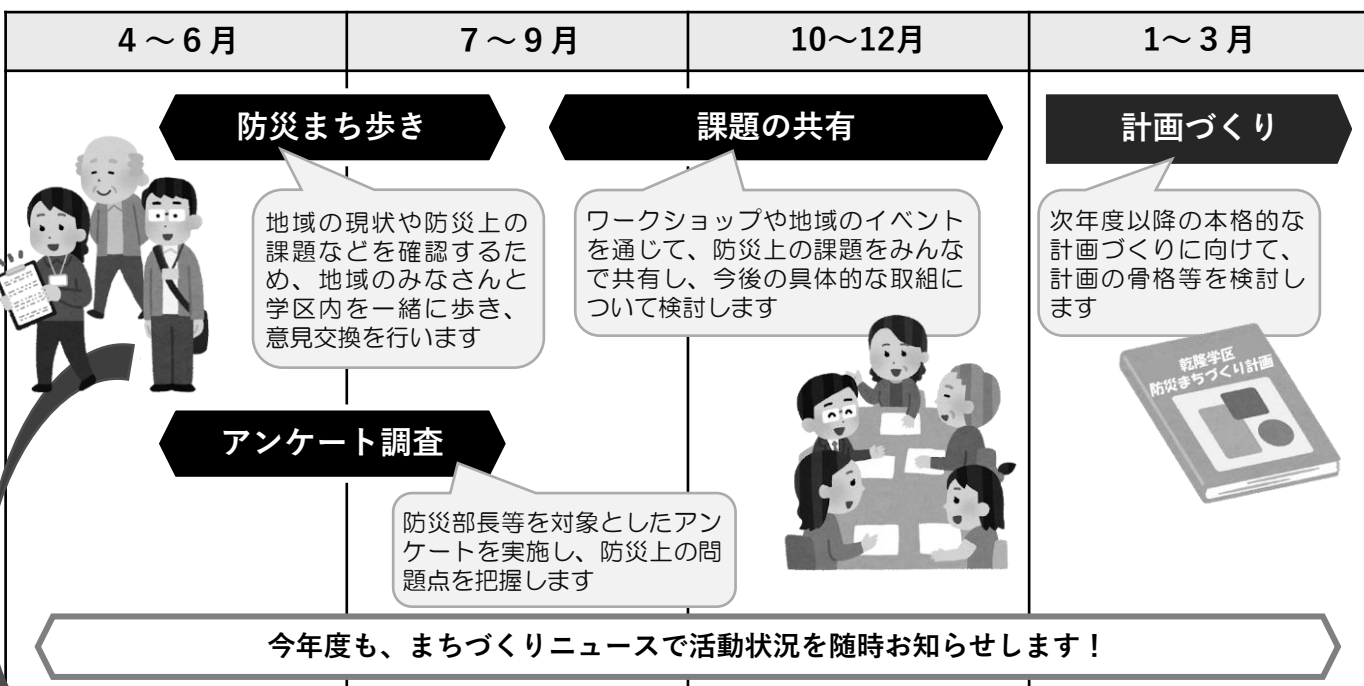 4～6月
7～9月
10～12月
1～3月
防災まち歩き
課題の共有
計画づくり
地域の現状や防災上の
課題などを確認するた
め、地域のみなさんと
学区内を一緒に歩き、
意見交換を行います
ワークショップや地域のイベント
を通じて、防災上の課題をみんな
で共有し、今後の具体的な取組に
ついて検討します
次年度以降の本格的な
計画づくりに向けて、
計画の骨格等を検討し
ます
乾隆学区
防災まちづくり計画
アンケート調査
防災部長等を対象としたアン
ケートを実施し、防災上の問
題点を把握します
今年度も、まちづくりニュースで活動状況を随時お知らせします！